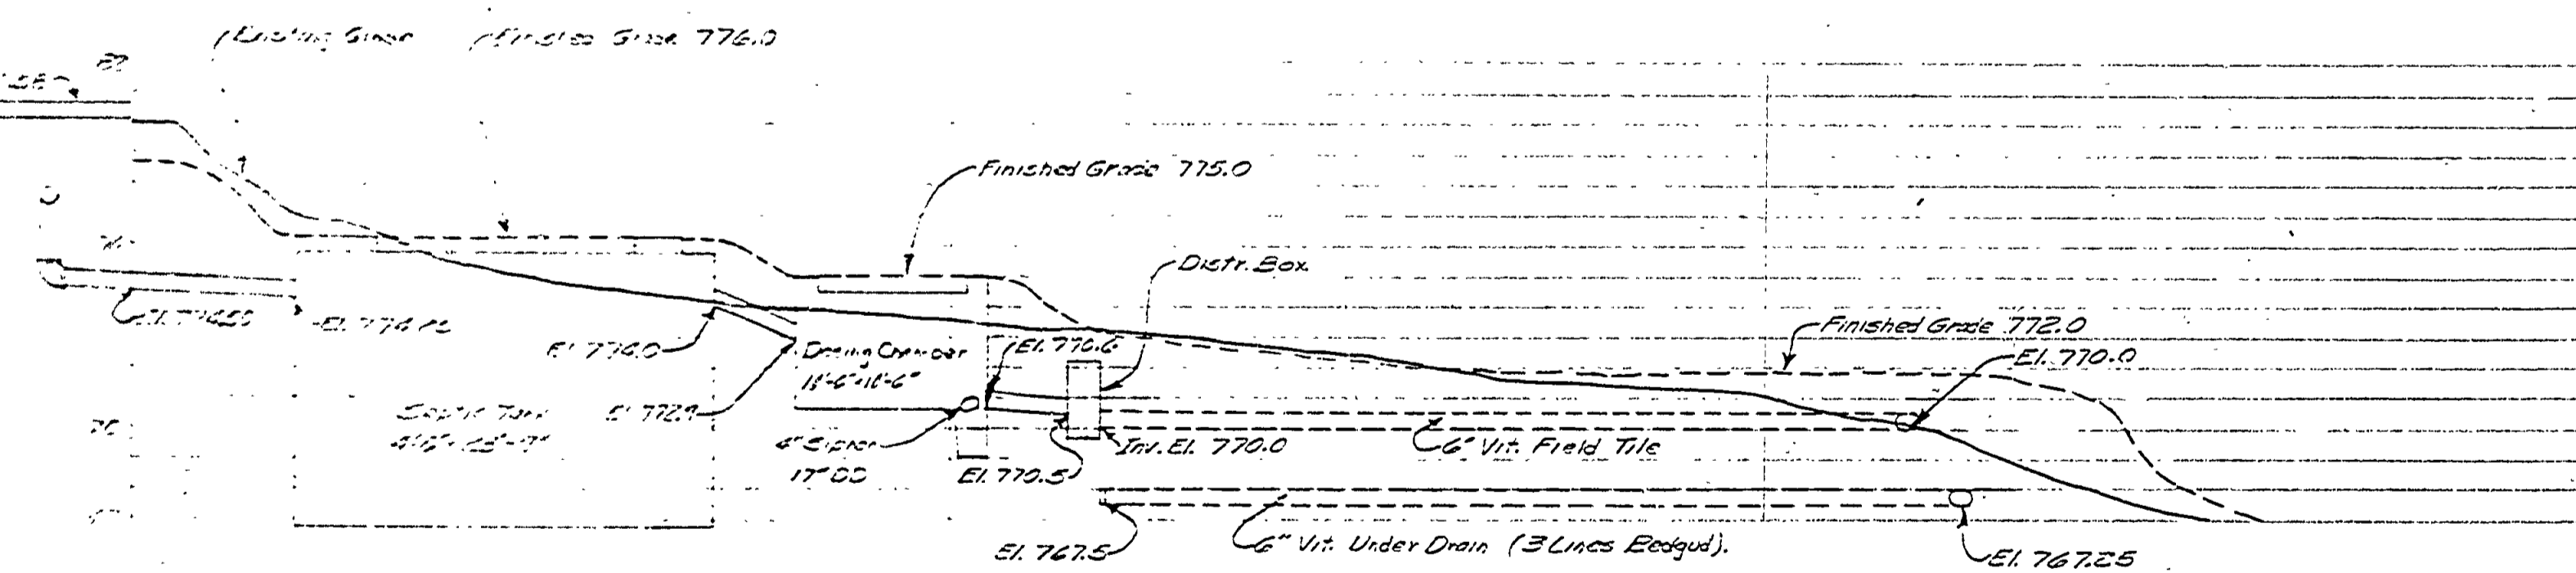 Existing Grade
Finished Grade 776.0
Finished Grade 775.0
Distr. Box
El. 774.0
Dosing Chamber
El. 770.6
Finished Grade 772.0
El. 770.0
Septic Tank
El. 772.9
4" Siphon
17" DD
El. 770.5
Inv. El. 770.0
6" Vit. Field Tile
El. 767.5
6" Vit. Under Drain (3 Lines Reqd).
El. 767.25